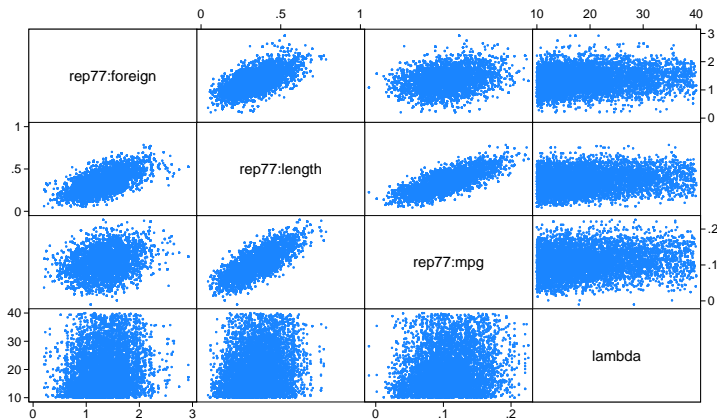 0 .5 1 10 20 30 40
rep77:foreign
0 1 2 3
0 .5 1
rep77:length
rep77:mpg
0 .1 .2
10 20 30 40
lambda
0 1 2 3 0 .1 .2